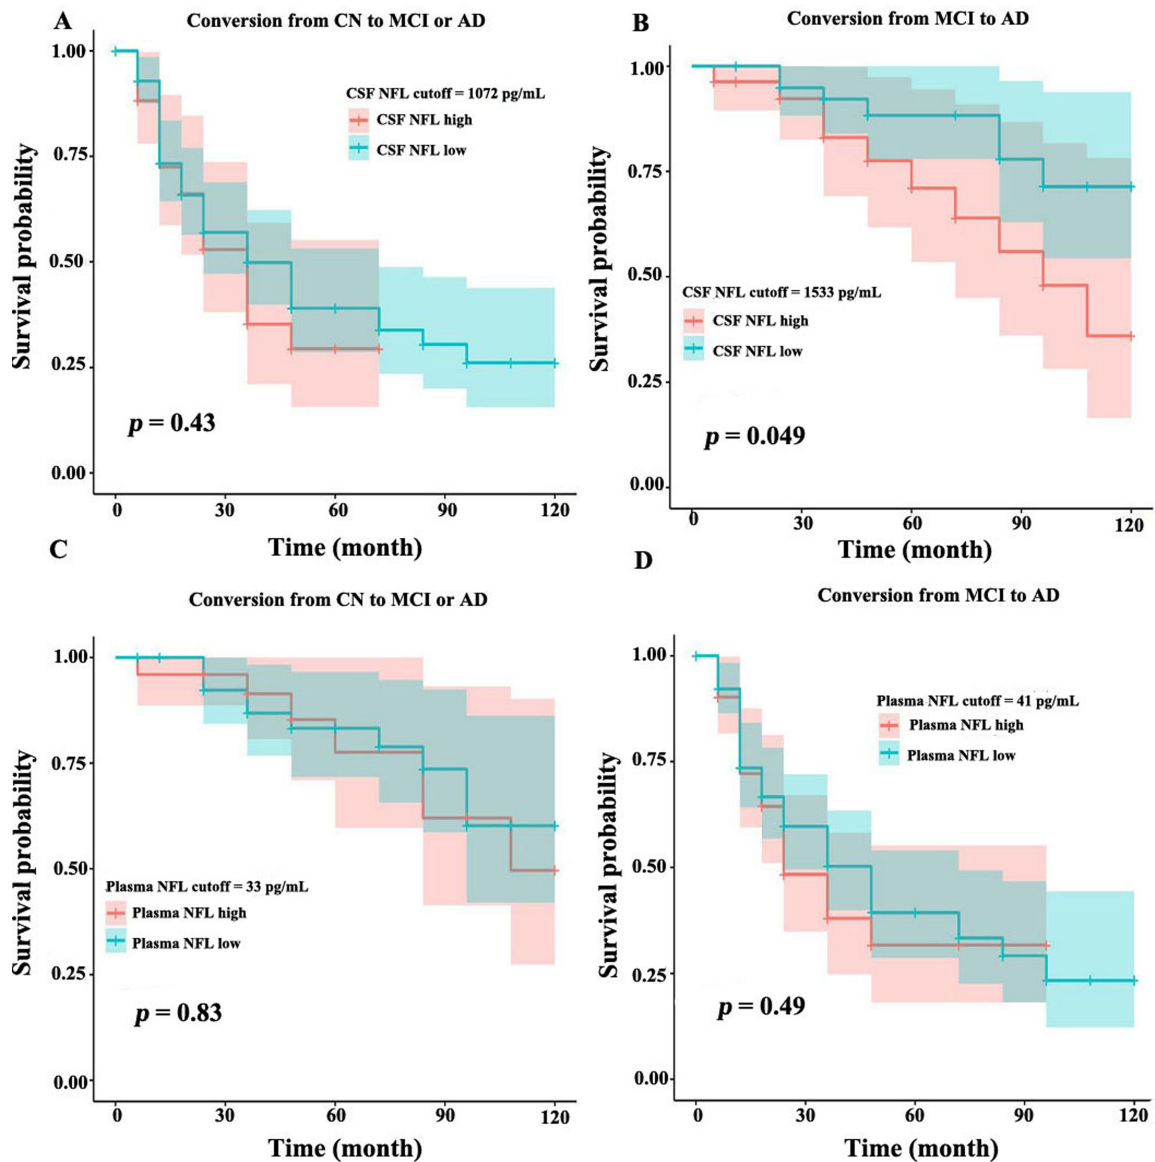 A
Conversion from CN to MCI or AD
1.00
0.75
0.50
0.25
0.00
Survival probability
CSF NFL cutoff = 1072 pg/mL
CSF NFL high
CSF NFL low
p = 0.43
0 30 60 90 120
Time (month)
B
Conversion from MCI to AD
1.00
0.75
0.50
0.25
0.00
Survival probability
CSF NFL cutoff = 1533 pg/mL
CSF NFL high
CSF NFL low
p = 0.049
0 30 60 90 120
Time (month)
C
Conversion from CN to MCI or AD
1.00
0.75
0.50
0.25
0.00
Survival probability
Plasma NFL cutoff = 33 pg/mL
Plasma NFL high
Plasma NFL low
p = 0.83
0 30 60 90 120
Time (month)
D
Conversion from MCI to AD
1.00
0.75
0.50
0.25
0.00
Survival probability
Plasma NFL cutoff = 41 pg/mL
Plasma NFL high
Plasma NFL low
p = 0.49
0 30 60 90 120
Time (month)